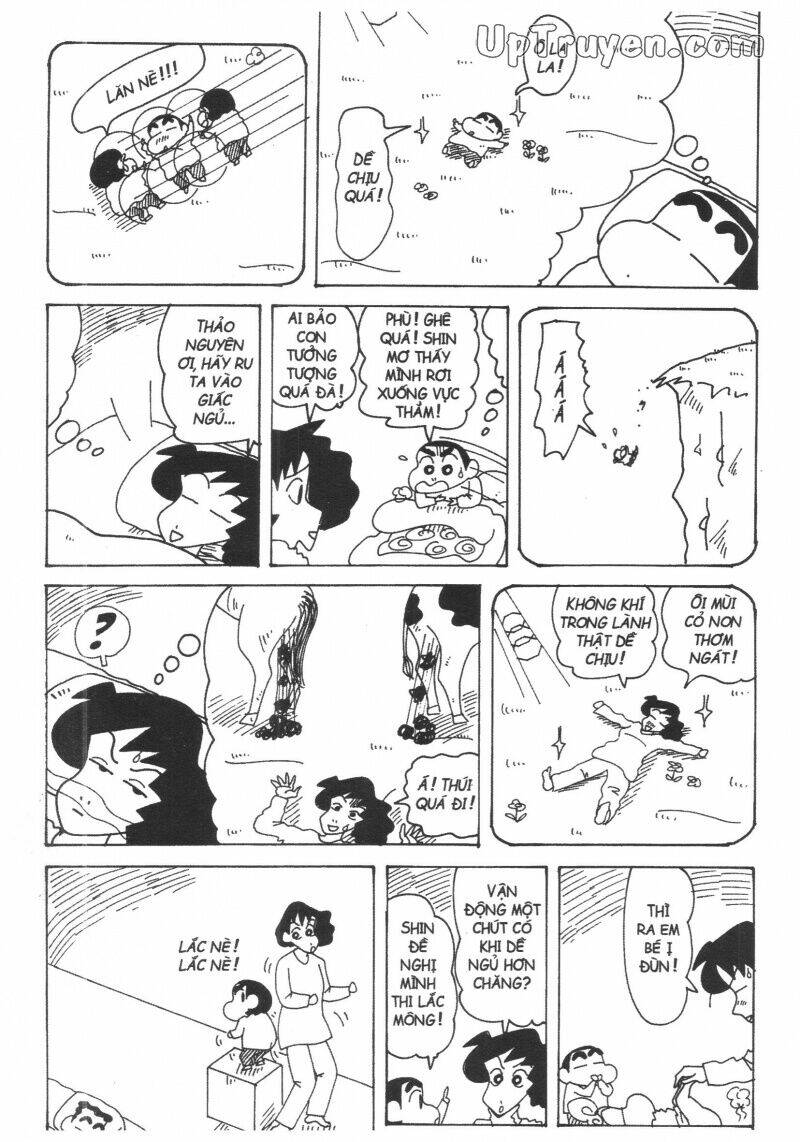 UpTruyen.com
Ô LA
LA!
DỄ
CHỊU
QUÁ!
LĂN NÈ!!!
Á Á Á
PHÙ! GHÊ
QUÁ! SHIN
MƠ THẤY
MÌNH RƠI
XUỐNG VỰC
THẲM!
AI BẢO
CON
TƯỞNG
TƯỢNG
QUÁ ĐÀ!
THẢO
NGUYÊN
ƠI, HÃY RU
TA VÀO
GIẤC
NGỦ...
ÔI MÙI
CỎ NON
THƠM
NGÁT!
KHÔNG KHÍ
TRONG LÀNH
THẬT DỄ
CHỊU!
Á! THÚI
QUÁ ĐI!
?
THÌ
RA EM
BÉ Ị
ĐÙN!
VẬN
ĐỘNG MỘT
CHÚT CÓ
KHI DỄ
NGỦ HƠN
CHĂNG?
SHIN
ĐỀ
NGHỊ
MÌNH
THI LẮC
MÔNG!
LẮC NÈ!
LẮC NÈ!